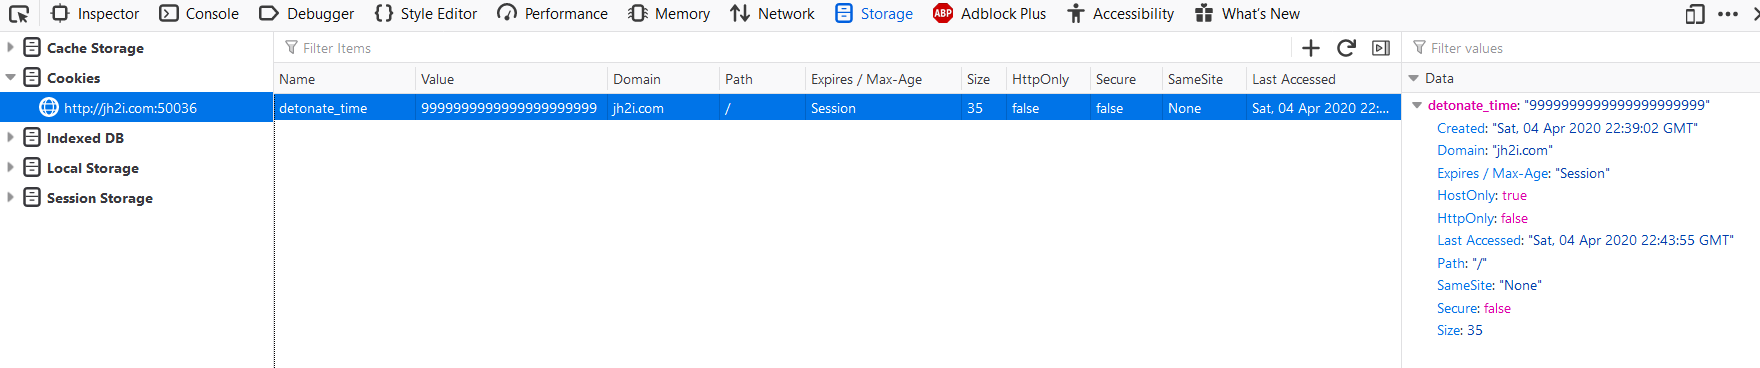 Inspector Console Debugger Style Editor Performance Memory Network Storage ABP Adblock Plus Accessibility What's New
Cache Storage
Cookies
http://jh2i.com:50036
Indexed DB
Local Storage
Session Storage
Filter Items
Name Value Domain Path Expires / Max-Age Size HttpOnly Secure SameSite Last Accessed
detonate_time 9999999999999999999999 jh2i.com / Session 35 false false None Sat, 04 Apr 2020 22:...
Filter values
Data
detonate_time: "9999999999999999999999"
Created: "Sat, 04 Apr 2020 22:39:02 GMT"
Domain: "jh2i.com"
Expires / Max-Age: "Session"
HostOnly: true
HttpOnly: false
Last Accessed: "Sat, 04 Apr 2020 22:43:55 GMT"
Path: "/"
SameSite: "None"
Secure: false
Size: 35